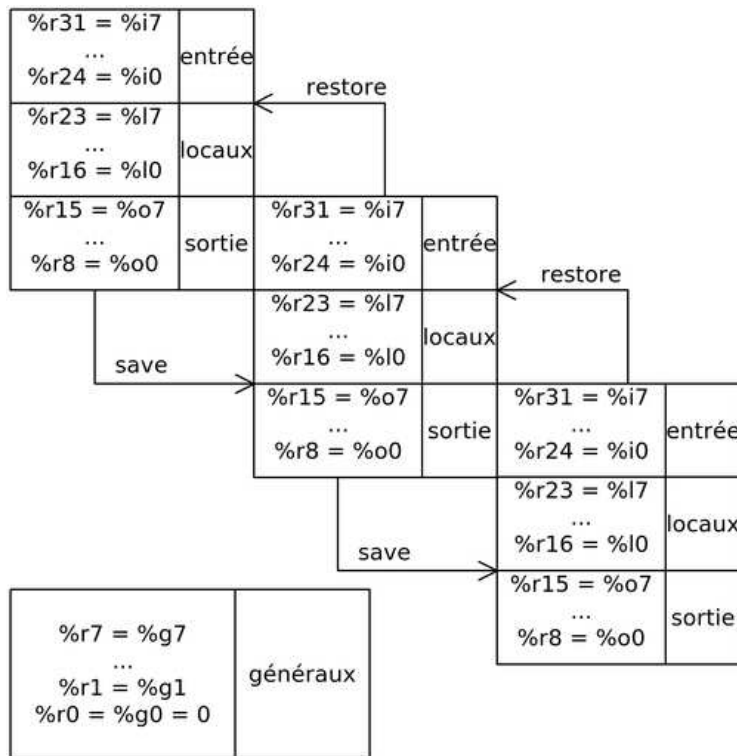 %r31 = %i7
...
%r24 = %i0
entrée
%r23 = %l7
...
%r16 = %l0
locaux
%r15 = %o7
...
%r8 = %o0
sortie
restore
%r31 = %i7
...
%r24 = %i0
entrée
%r23 = %l7
...
%r16 = %l0
locaux
%r15 = %o7
...
%r8 = %o0
sortie
save
restore
%r31 = %i7
...
%r24 = %i0
entrée
%r23 = %l7
...
%r16 = %l0
locaux
%r15 = %o7
...
%r8 = %o0
sortie
save
%r7 = %g7
...
%r1 = %g1
%r0 = %g0 = 0
généraux